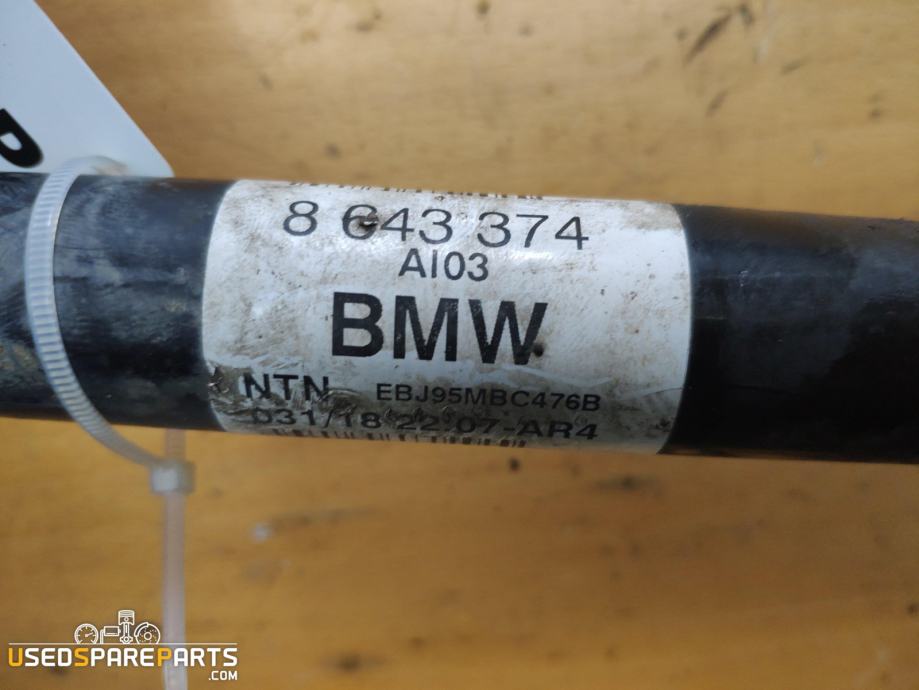 P
8 643 374
AI03
BMW
NTN EBJ95MBC476B
031/18 22:07-AR4
USEDSPAREPARTS
.COM